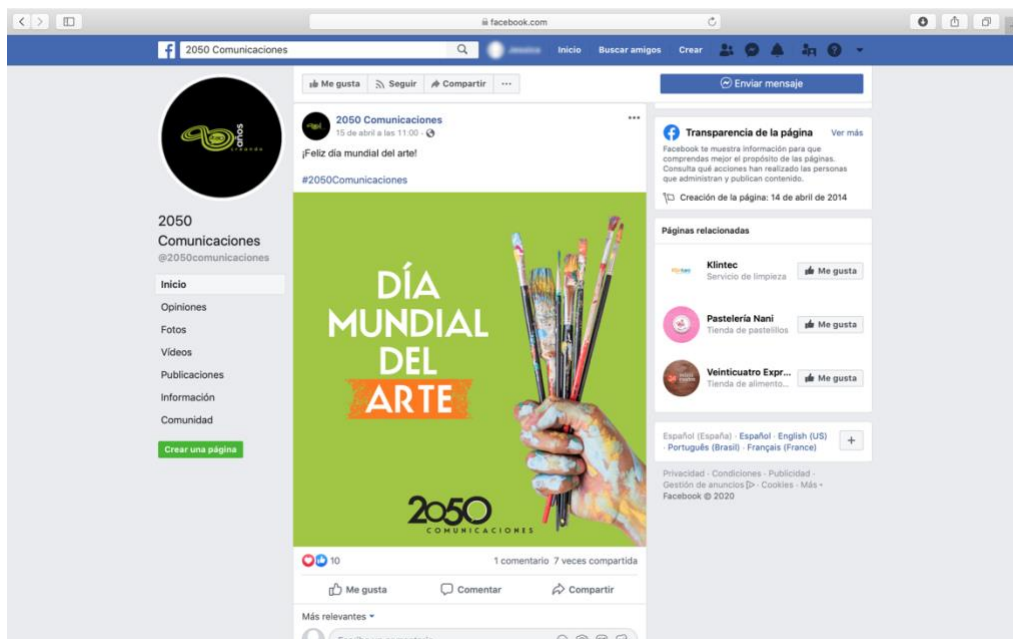 facebook.com
2050 Comunicaciones
Inicio Buscar amigos Crear
2050
Comunicaciones
@2050comunicaciones
Inicio
Opiniones
Fotos
Vídeos
Publicaciones
Información
Comunidad
Crear una página
Me gusta Seguir Compartir ...
2050 Comunicaciones
15 de abril a las 11:00 ·
¡Feliz día mundial del arte!
#2050Comunicaciones
DÍA
MUNDIAL
DEL
ARTE
2050
COMUNICACIONES
10 1 comentario 7 veces compartida
Me gusta Comentar Compartir
Más relevantes
Enviar mensaje
Transparencia de la página Ver más
Facebook te muestra información para que
comprendas mejor el propósito de las páginas.
Consulta qué acciones han realizado las personas
que administran y publican contenido.
Creación de la página: 14 de abril de 2014
Páginas relacionadas
Klintec
Servicio de limpieza
Me gusta
Pastelería Nani
Tienda de pastelillos
Me gusta
Veinticuatro Expr...
Tienda de alimento...
Me gusta
Español (España) · Español · English (US)
· Português (Brasil) · Français (France)
Privacidad · Condiciones · Publicidad ·
Gestión de anuncios · Cookies · Más
Facebook © 2020